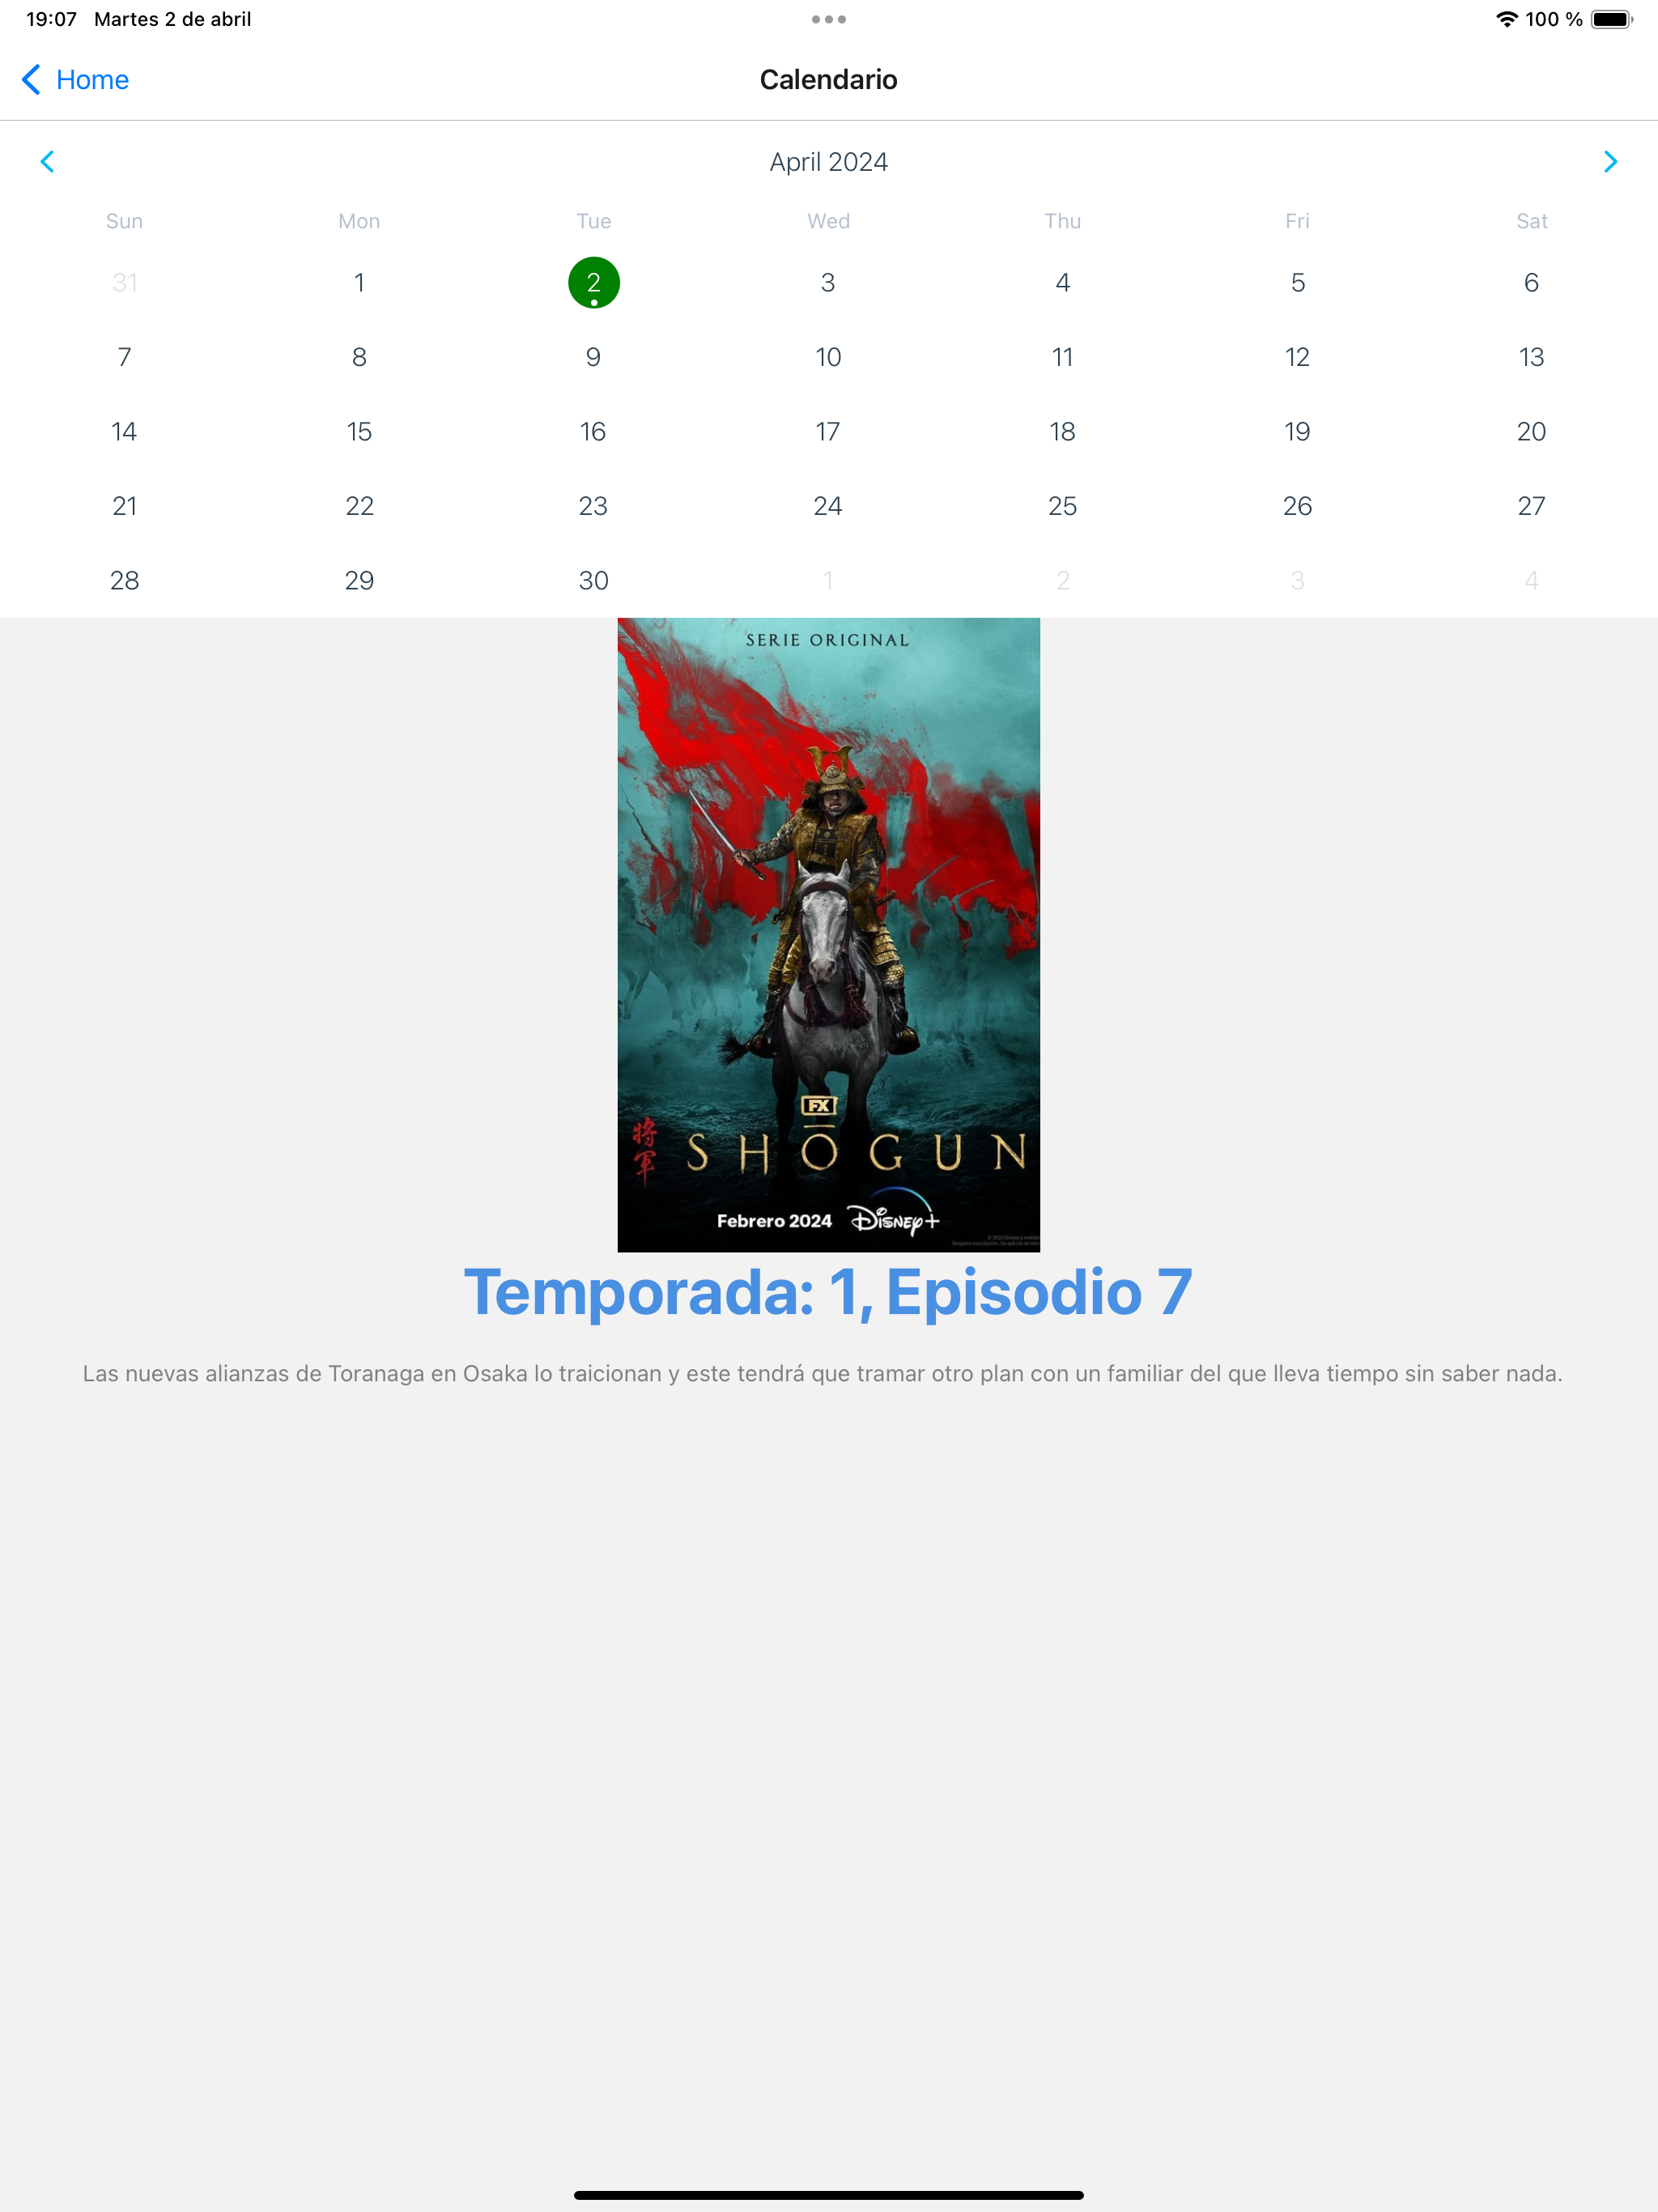 19:07 Martes 2 de abril 100 %
Home
Calendario
April 2024
Sun Mon Tue Wed Thu Fri Sat
31 1 2 3 4 5 6
7 8 9 10 11 12 13
14 15 16 17 18 19 20
21 22 23 24 25 26 27
28 29 30 1 2 3 4
SERIE ORIGINAL
FX
将軍
SHŌGUN
Febrero 2024 Disney+
Temporada: 1, Episodio 7
Las nuevas alianzas de Toranaga en Osaka lo traicionan y este tendrá que tramar otro plan con un familiar del que lleva tiempo sin saber nada.